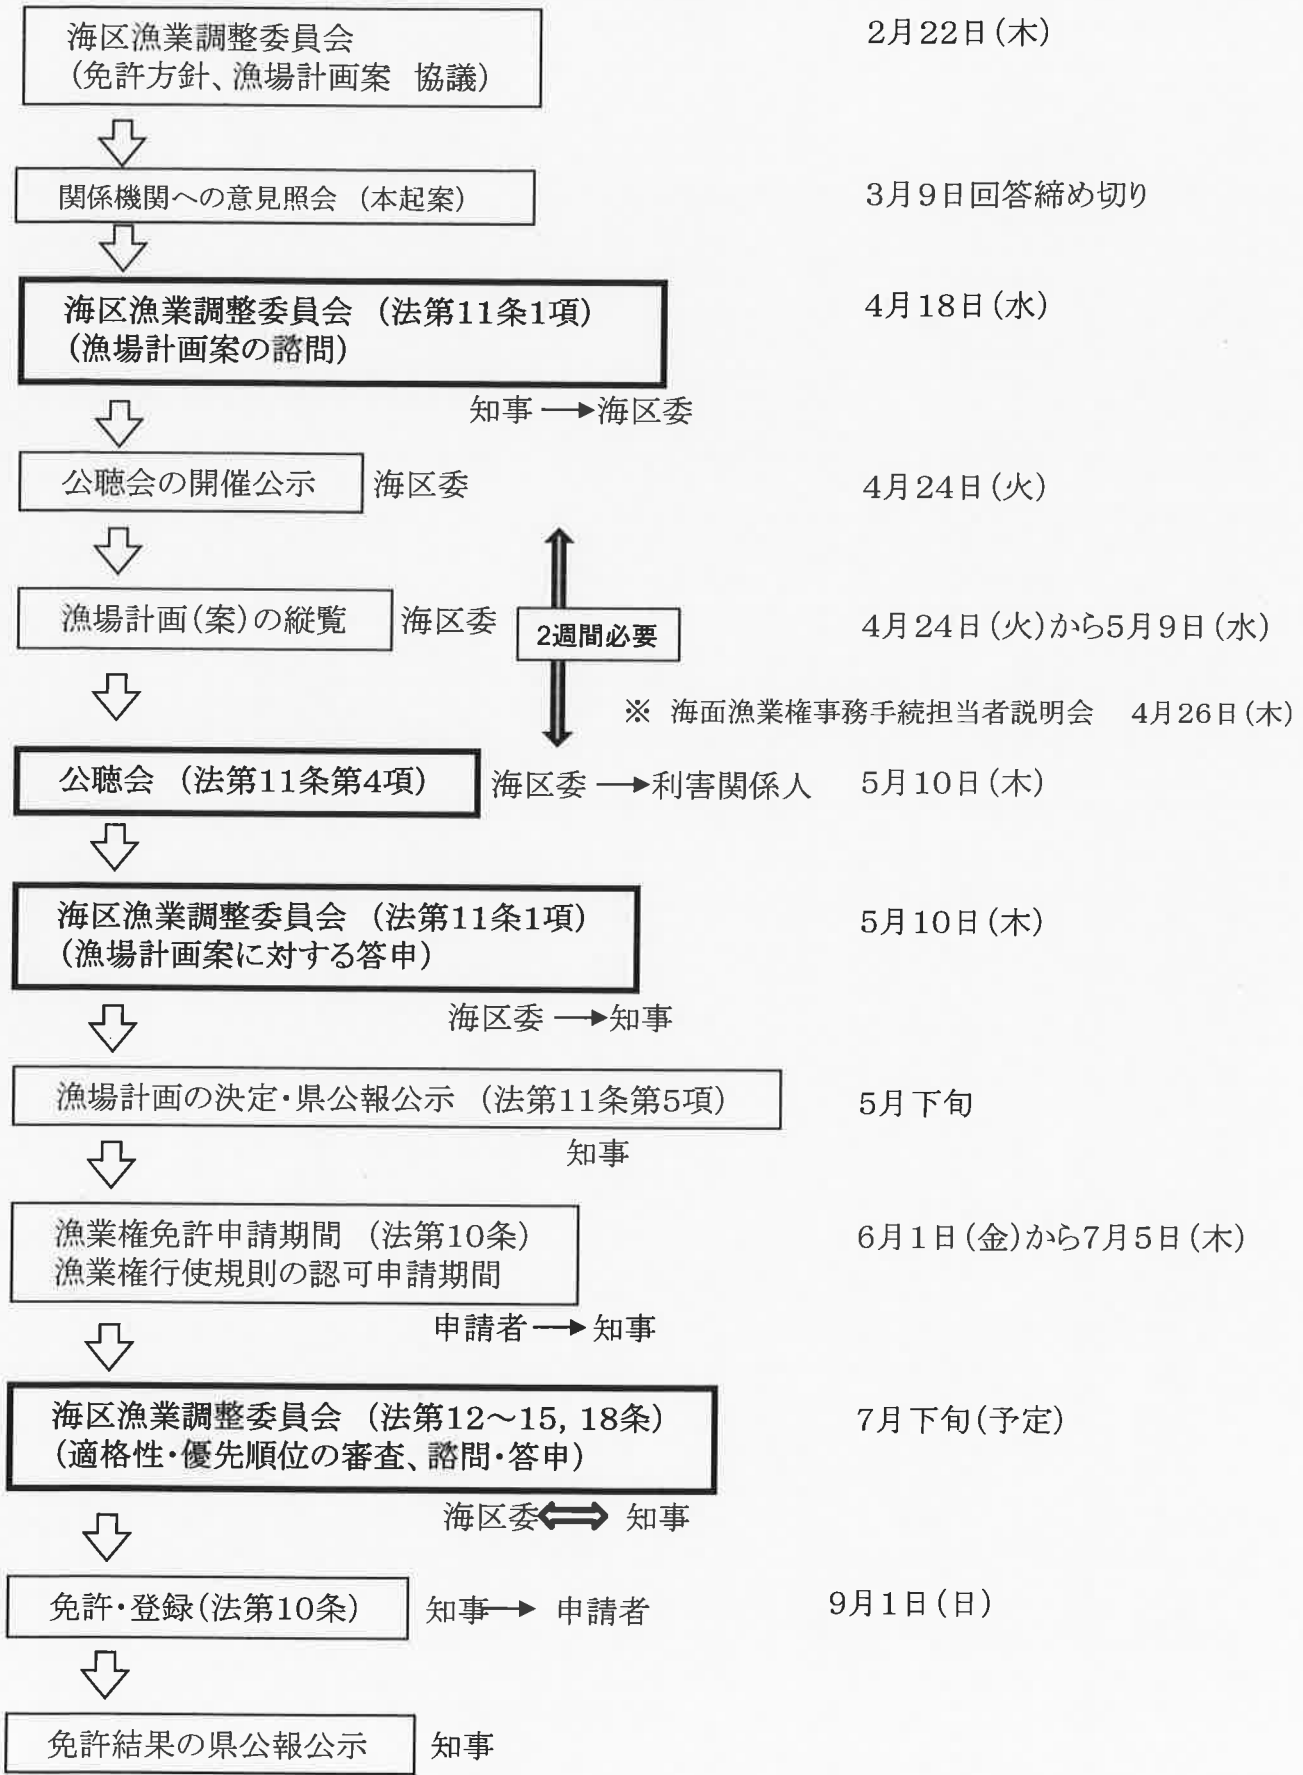 海区漁業調整委員会
(免許方針、漁場計画案 協議)
2月22日(木)
関係機関への意見照会 (本起案)
3月9日回答締め切り
海区漁業調整委員会 (法第11条1項)
(漁場計画案の諮問)
4月18日(水)
知事 → 海区委
公聴会の開催公示
海区委
4月24日(火)
漁場計画(案)の縦覧
海区委
2週間必要
4月24日(火)から5月9日(水)
※ 海面漁業権事務手続担当者説明会 4月26日(木)
公聴会 (法第11条第4項)
海区委 → 利害関係人
5月10日(木)
海区漁業調整委員会 (法第11条1項)
(漁場計画案に対する答申)
5月10日(木)
海区委 → 知事
漁場計画の決定・県公報公示 (法第11条第5項)
5月下旬
知事
漁業権免許申請期間 (法第10条)
漁業権行使規則の認可申請期間
6月1日(金)から7月5日(木)
申請者 → 知事
海区漁業調整委員会 (法第12~15, 18条)
(適格性・優先順位の審査、諮問・答申)
7月下旬(予定)
海区委 ⇔ 知事
免許・登録(法第10条)
知事 → 申請者
9月1日(日)
免許結果の県公報公示
知事